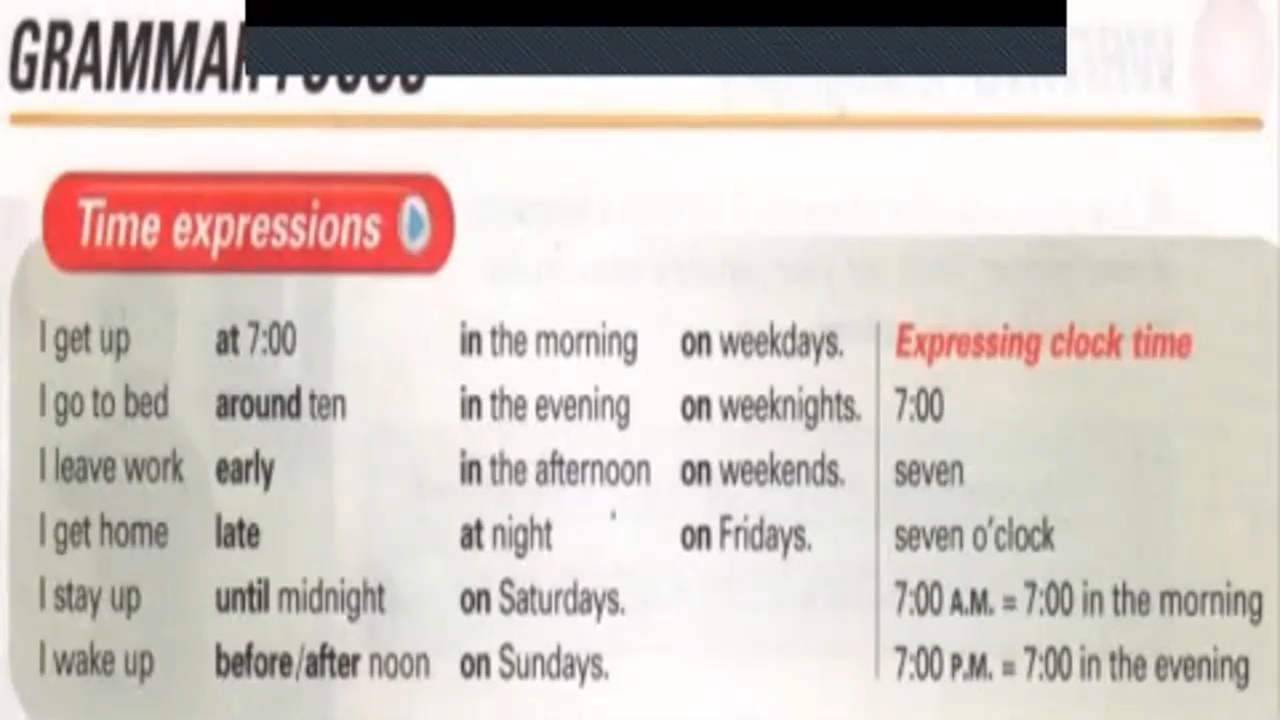 GRAMMAR FOCUS
Time expressions
I get up at 7:00 in the morning on weekdays. Expressing clock time
I go to bed around ten in the evening on weeknights. 7:00
I leave work early in the afternoon on weekends. seven
I get home late at night on Fridays. seven o'clock
I stay up until midnight on Saturdays. 7:00 A.M. = 7:00 in the morning
I wake up before/after noon on Sundays. 7:00 P.M. = 7:00 in the evening